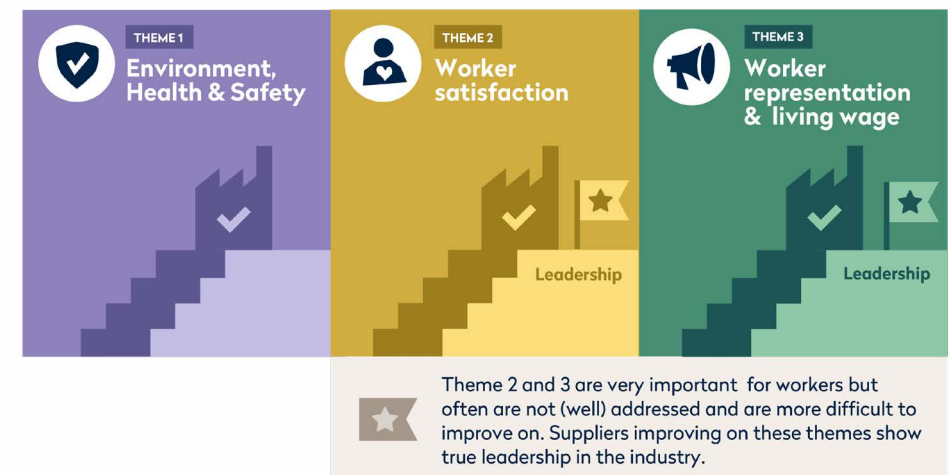 THEME 1
Environment,
Health & Safety
THEME 2
Worker
satisfaction
THEME 3
Worker
representation
& living wage
Leadership
Leadership
Theme 2 and 3 are very important for workers but
often are not (well) addressed and are more difficult to
improve on. Suppliers improving on these themes show
true leadership in the industry.